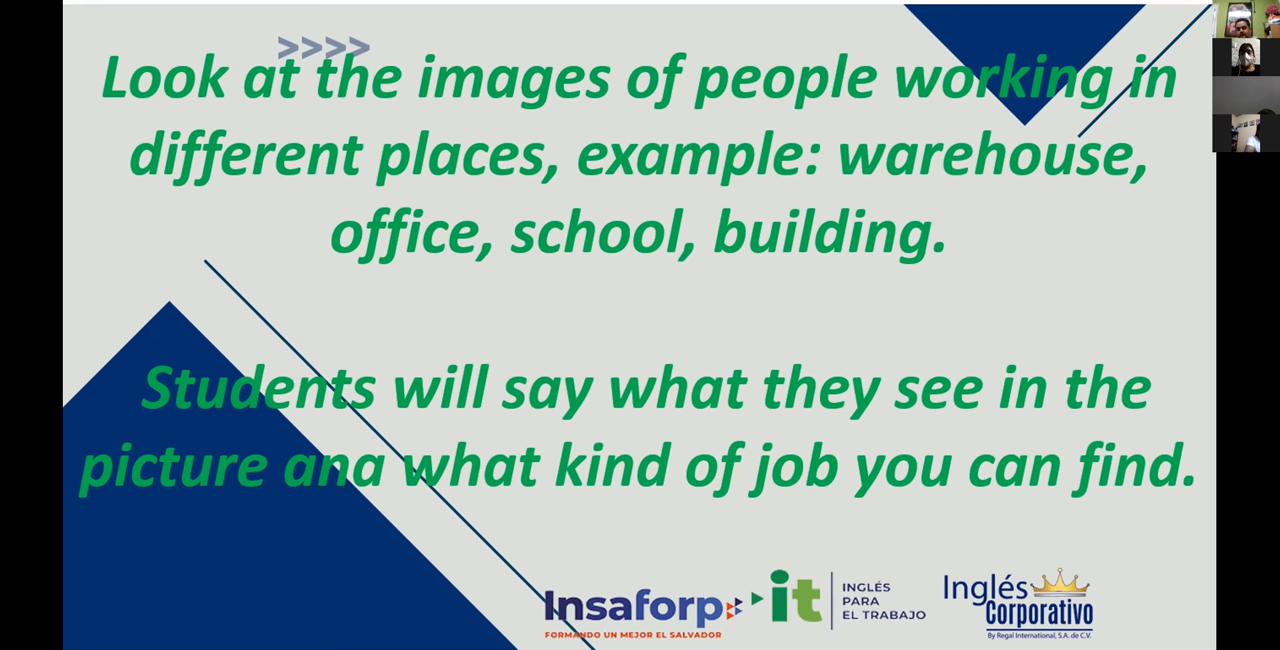 >>>>
Look at the images of people working in
different places, example: warehouse,
office, school, building.
Students will say what they see in the
picture ana what kind of job you can find.
Insaforp
FORMANDO UN MEJOR EL SALVADOR
it
INGLÉS
PARA
EL TRABAJO
Inglés
Corporativo
By Regal International, S.A. de C.V.